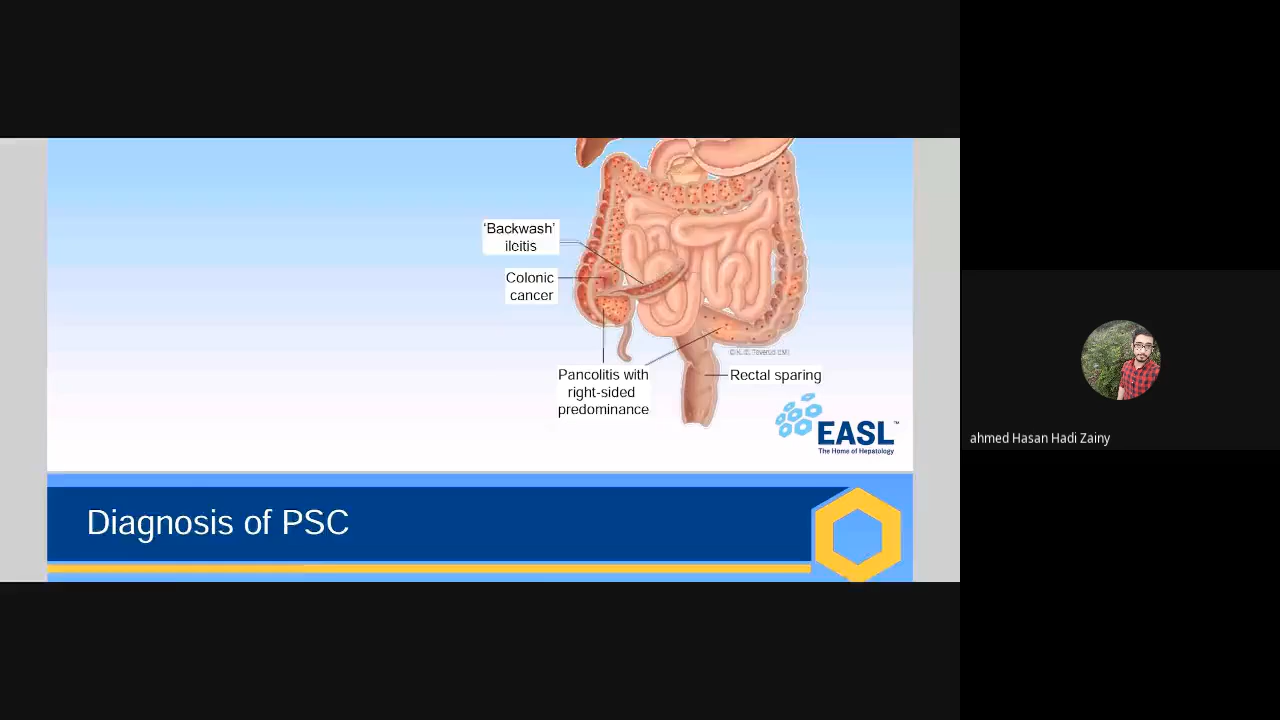 'Backwash'
ileitis
Colonic
cancer
Pancolitis with
right-sided
predominance
Rectal sparing
EASL™
The Home of Hepatology
Diagnosis of PSC
ahmed Hasan Hadi Zainy